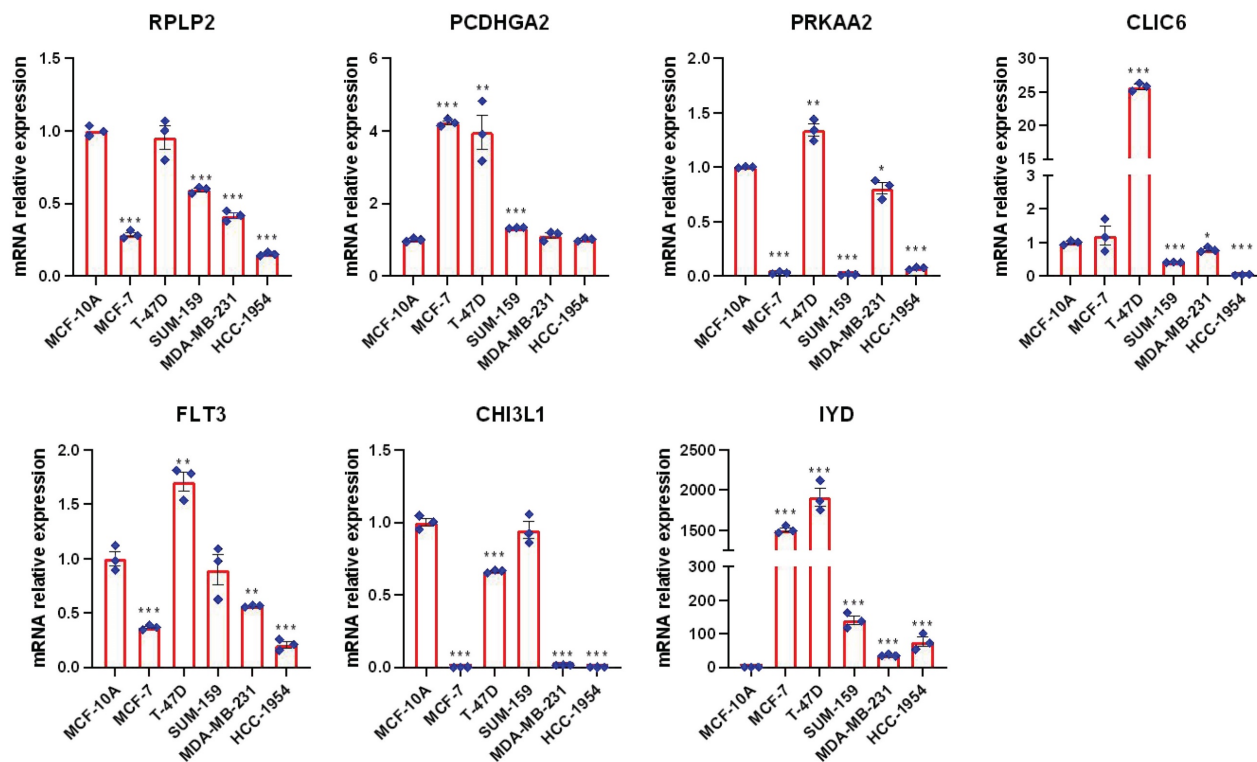 RPLP2
PCDHGA2
PRKAA2
CLIC6
mRNA relative expression
1.5
1.0
0.5
0.0
***
***
***
***
MCF-10A
MCF-7
T-47D
SUM-159
MDA-MB-231
HCC-1954
mRNA relative expression
6
4
2
0
***
**
***
MCF-10A
MCF-7
T-47D
SUM-159
MDA-MB-231
HCC-1954
mRNA relative expression
2.0
1.5
1.0
0.5
0.0
***
**
***
*
***
MCF-10A
MCF-7
T-47D
SUM-159
MDA-MB-231
HCC-1954
mRNA relative expression
30
25
20
15
3
2
1
0
***
***
*
***
MCF-10A
MCF-7
T-47D
SUM-159
MDA-MB-231
HCC-1954
FLT3
CHI3L1
IYD
mRNA relative expression
2.0
1.5
1.0
0.5
0.0
***
**
**
***
MCF-10A
MCF-7
T-47D
SUM-159
MDA-MB-231
HCC-1954
mRNA relative expression
1.5
1.0
0.5
0.0
***
***
***
***
MCF-10A
MCF-7
T-47D
SUM-159
MDA-MB-231
HCC-1954
mRNA relative expression
2500
2000
1500
300
200
100
0
***
***
***
***
***
MCF-10A
MCF-7
T-47D
SUM-159
MDA-MB-231
HCC-1954